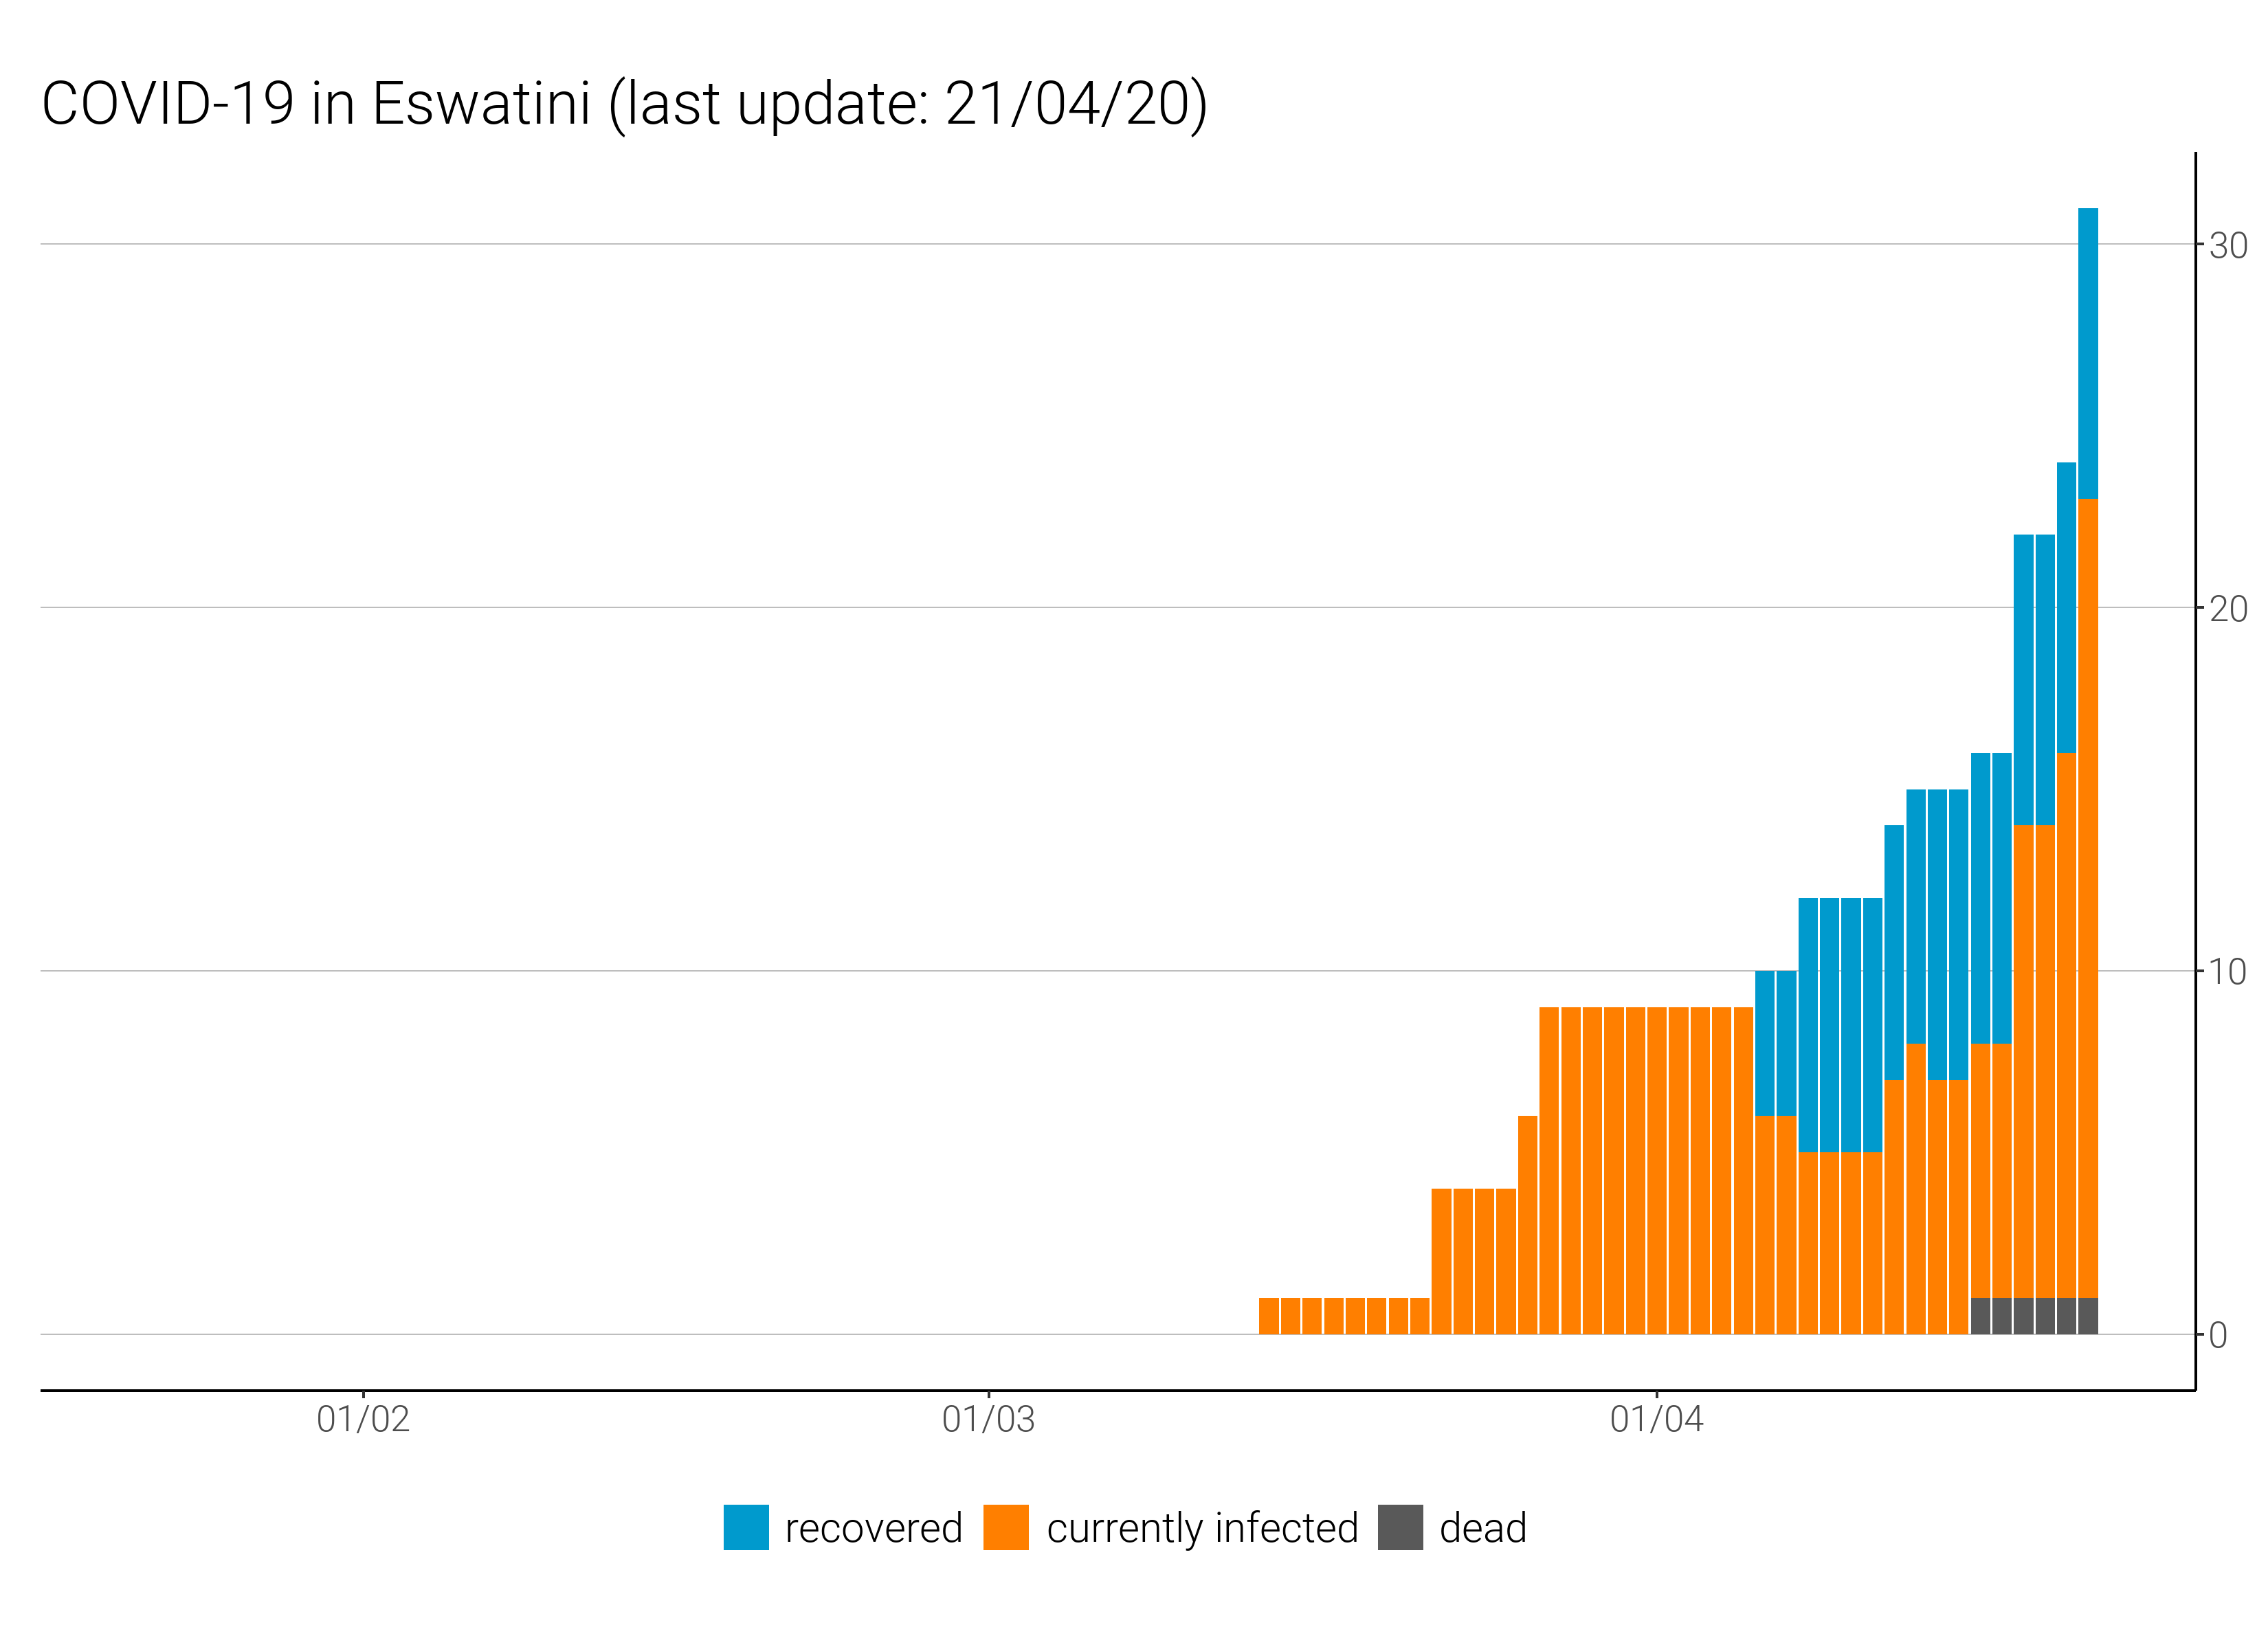 COVID-19 in Eswatini (last update: 21/04/20)
30
20
10
0
01/02 01/03 01/04
recovered currently infected dead